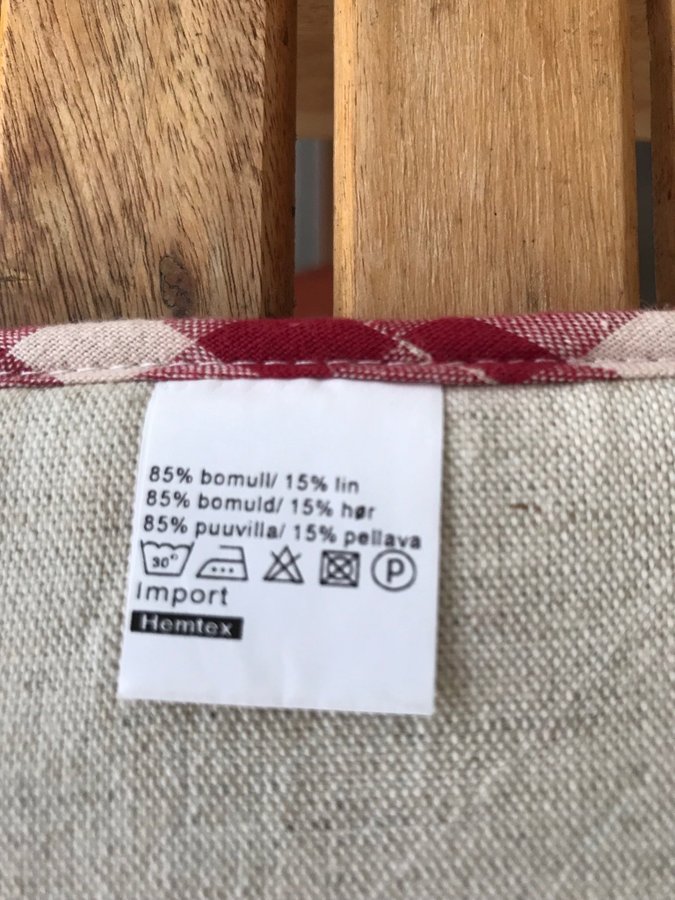 85% bomull/ 15% lin
85% bomuld/ 15% hør
85% puuvilla/ 15% pellava
30° P
Import
Hemtex